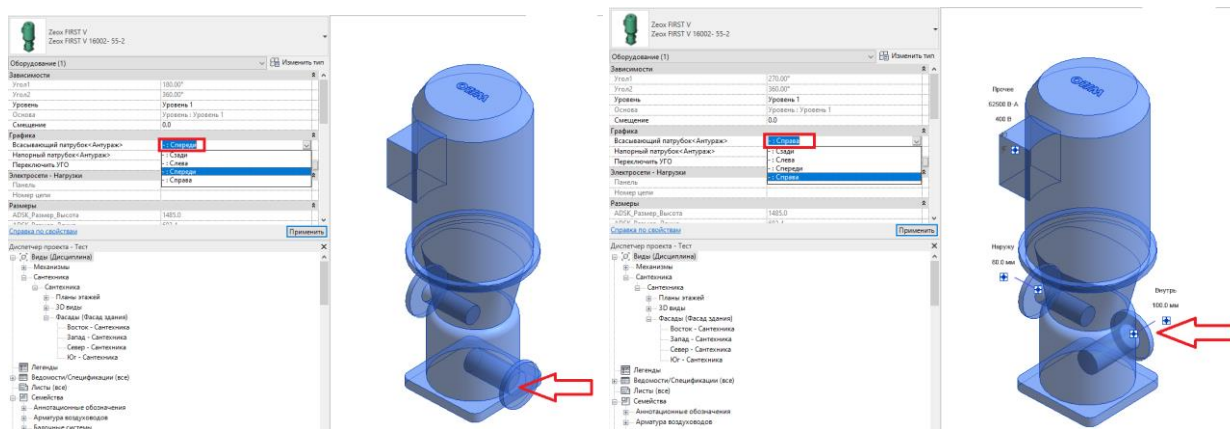 Zeox FIRST V
Zeox FIRST V 16002- 55-2
Оборудование (1)
Изменить тип
Зависимости
Угол1 180.00°
Угол2 360.00°
Уровень Уровень 1
Основа Уровень : Уровень 1
Смещение 0.0
Графика
Всасывающий патрубок<Антураж> - : Спереди
Напорный патрубок<Антураж> - : Сзади
Переключить УГО - : Слева
- : Спереди
Электросети - Нагрузки - : Справа
Панель
Номер цепи
Размеры
ADSK_Размер_Высота 1485.0
Справка по свойствам
Применить
Диспетчер проекта - Тест
Виды (Дисциплина)
Механизмы
Сантехника
Сантехника
Планы этажей
3D виды
Фасады (Фасад здания)
Восток - Сантехника
Запад - Сантехника
Север - Сантехника
Юг - Сантехника
Легенды
Ведомости/Спецификации (все)
Листы (все)
Семейства
Аннотационные обозначения
Арматура воздуховодов
Балочные системы
WILO
Zeox FIRST V
Zeox FIRST V 16002- 55-2
Оборудование (1)
Изменить тип
Зависимости
Угол1 270.00°
Угол2 360.00°
Уровень Уровень 1
Основа Уровень : Уровень 1
Смещение 0.0
Графика
Всасывающий патрубок<Антураж> - : Справа
Напорный патрубок<Антураж> - : Сзади
Переключить УГО - : Слева
- : Спереди
Электросети - Нагрузки - : Справа
Панель
Номер цепи
Размеры
ADSK_Размер_Высота 1485.0
Справка по свойствам
Применить
Диспетчер проекта - Тест
Виды (Дисциплина)
Механизмы
Сантехника
Сантехника
Планы этажей
3D виды
Фасады (Фасад здания)
Восток - Сантехника
Запад - Сантехника
Север - Сантехника
Юг - Сантехника
Легенды
Ведомости/Спецификации (все)
Листы (все)
Семейства
Аннотационные обозначения
Арматура воздуховодов
WILO
Прочее
62500 В·А
400 В
Наружу
80.0 мм
Внутрь
100.0 мм